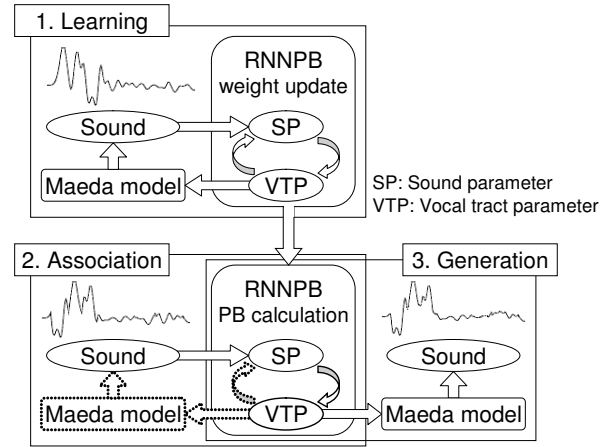 1. Learning
RNNPB
weight update
Sound
SP
Maeda model
VTP
SP: Sound parameter
VTP: Vocal tract parameter
2. Association
3. Generation
RNNPB
PB calculation
Sound
SP
Sound
Maeda model
VTP
Maeda model